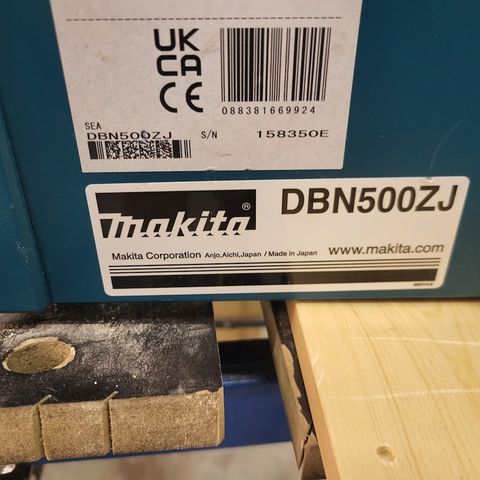 UK
CA
CE
088381669924
SEA
DBN500ZJ S/N 158350E
makita® DBN500ZJ
Makita Corporation Anjo,Aichi,Japan / Made in Japan www.makita.com